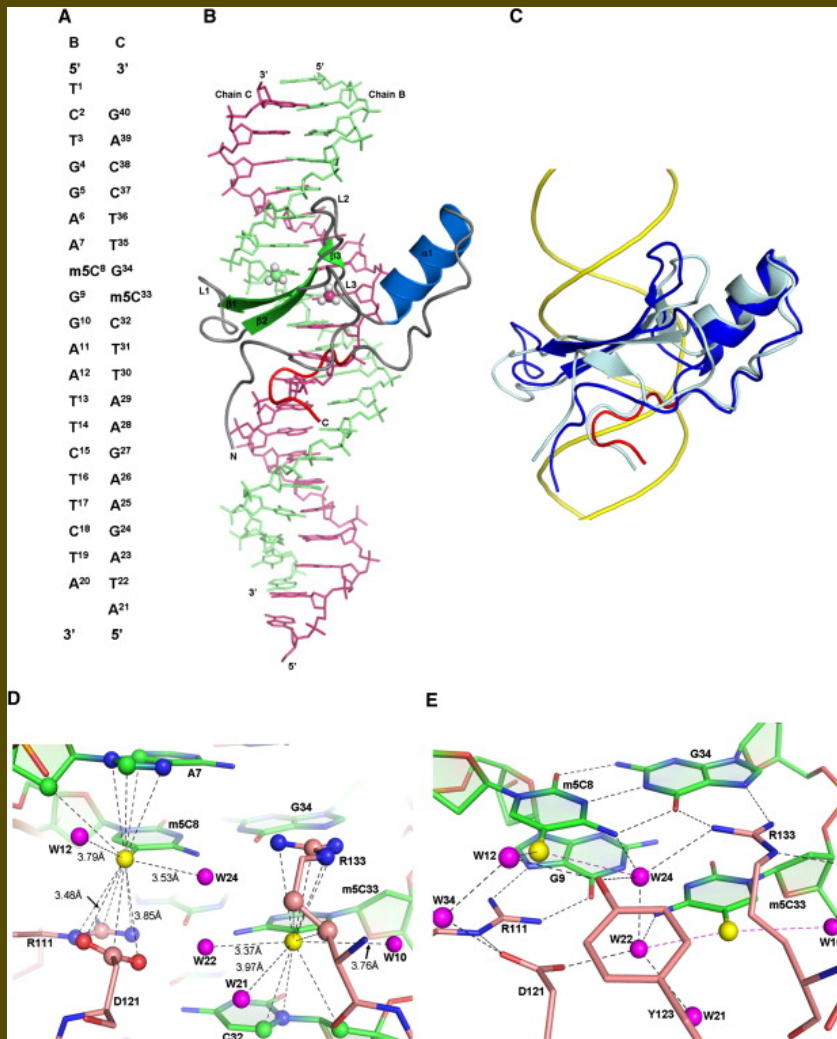 A
B C
5' 3'
T1
C2 G40
T3 A39
G4 C38
G5 C37
A6 T36
A7 T35
m5C8 G34
G9 m5C33
G10 C32
A11 T31
A12 T30
T13 A29
T14 A28
C15 G27
T16 A26
T17 A25
C18 G24
T19 A23
A20 T22
A21
3' 5'
B
3' 5'
Chain C Chain B
L2
β3 α1
L1 L3
β1
β2
C
N
3'
5'
C
D
A7
m5C8 G34
W12
3.79Å R133
3.53Å W24
3.48Å m5C33
3.85Å
R111 3.37Å
W22 3.97Å W10
3.76Å
W21
D121
C32
E
G34
m5C8
R133
W12
G9 W24
W34 m5C33
R111
W22 W10
D121
Y123 W21